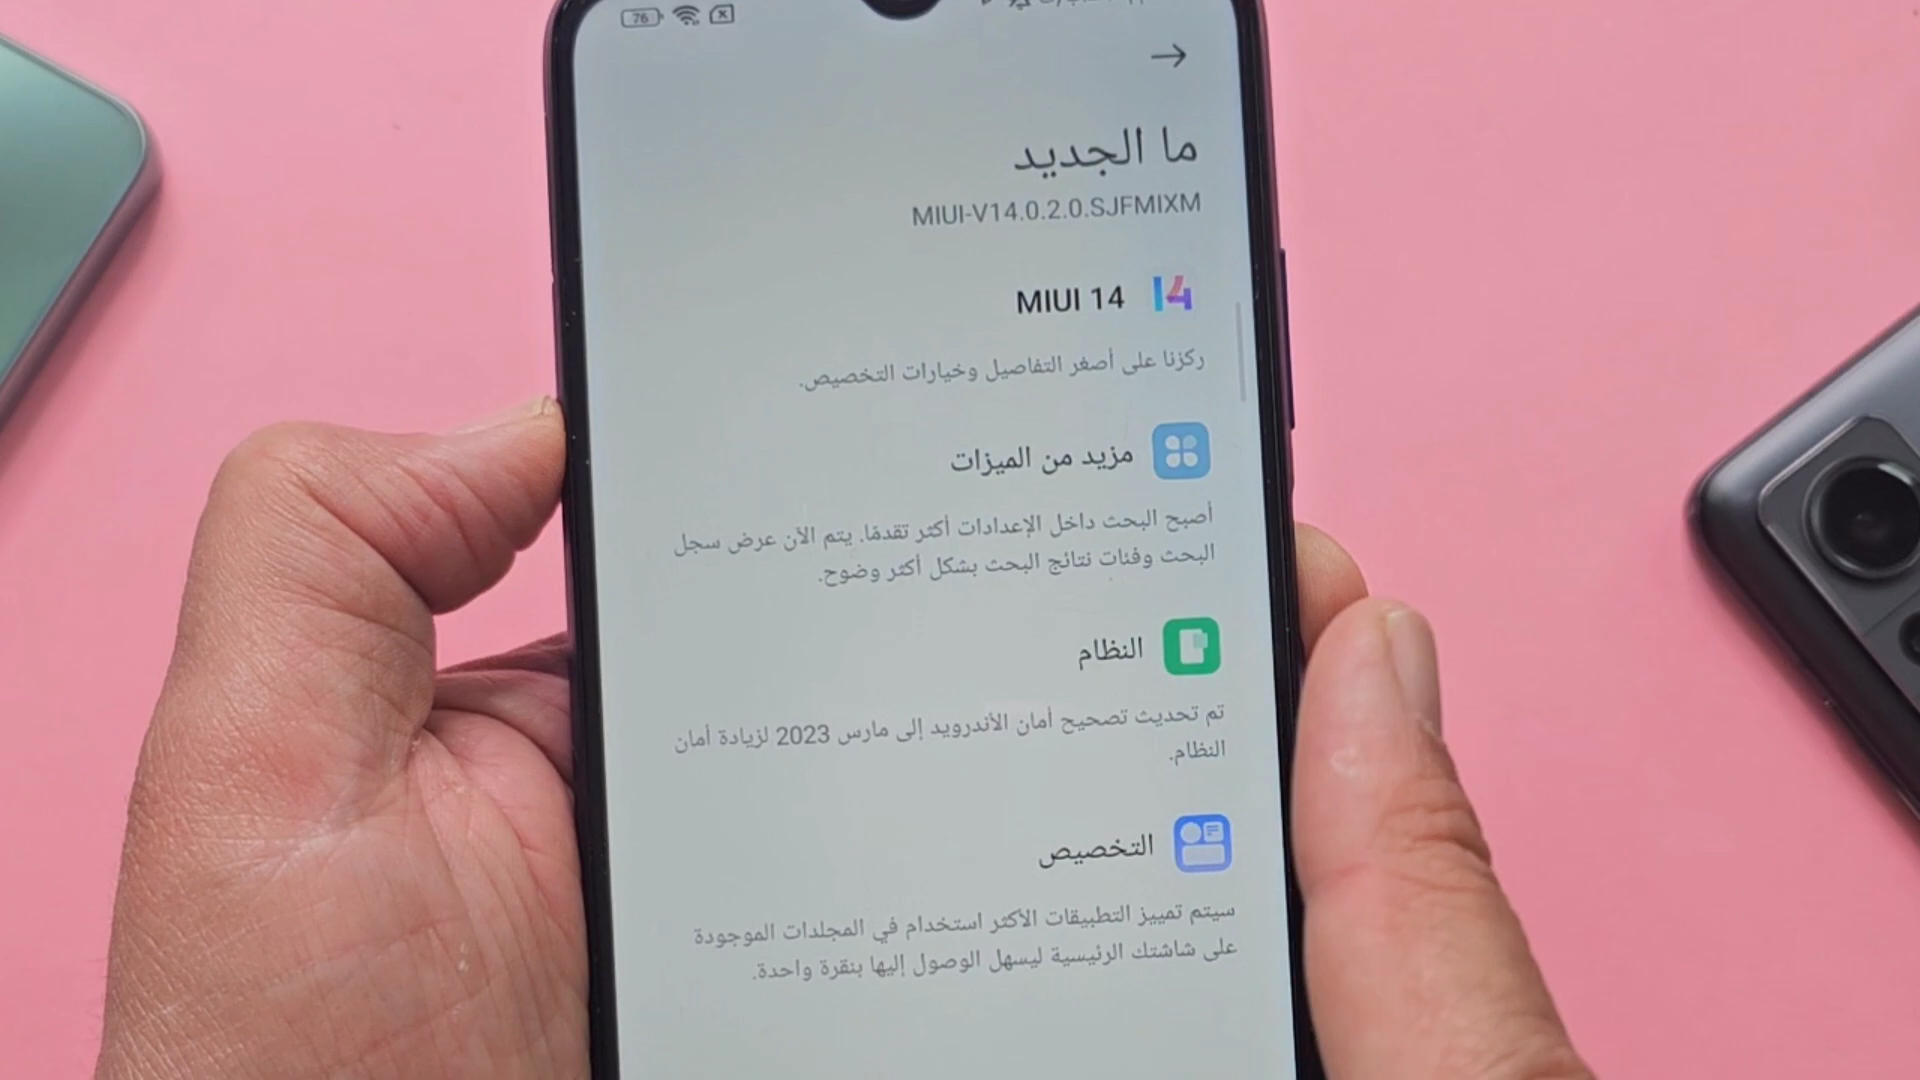 76
ما الجديد
MIUI-V14.0.2.0.SJFMIXM
MIUI 14
ركزنا على أصغر التفاصيل وخيارات التخصيص.
مزيد من الميزات
أصبح البحث داخل الإعدادات أكثر تقدمًا. يتم الآن عرض سجل
البحث وفئات نتائج البحث بشكل أكثر وضوح.
النظام
تم تحديث تصحيح أمان الأندرويد إلى مارس 2023 لزيادة أمان
النظام.
التخصيص
سيتم تمييز التطبيقات الأكثر استخدام في المجلدات الموجودة
على شاشتك الرئيسية ليسهل الوصول إليها بنقرة واحدة.